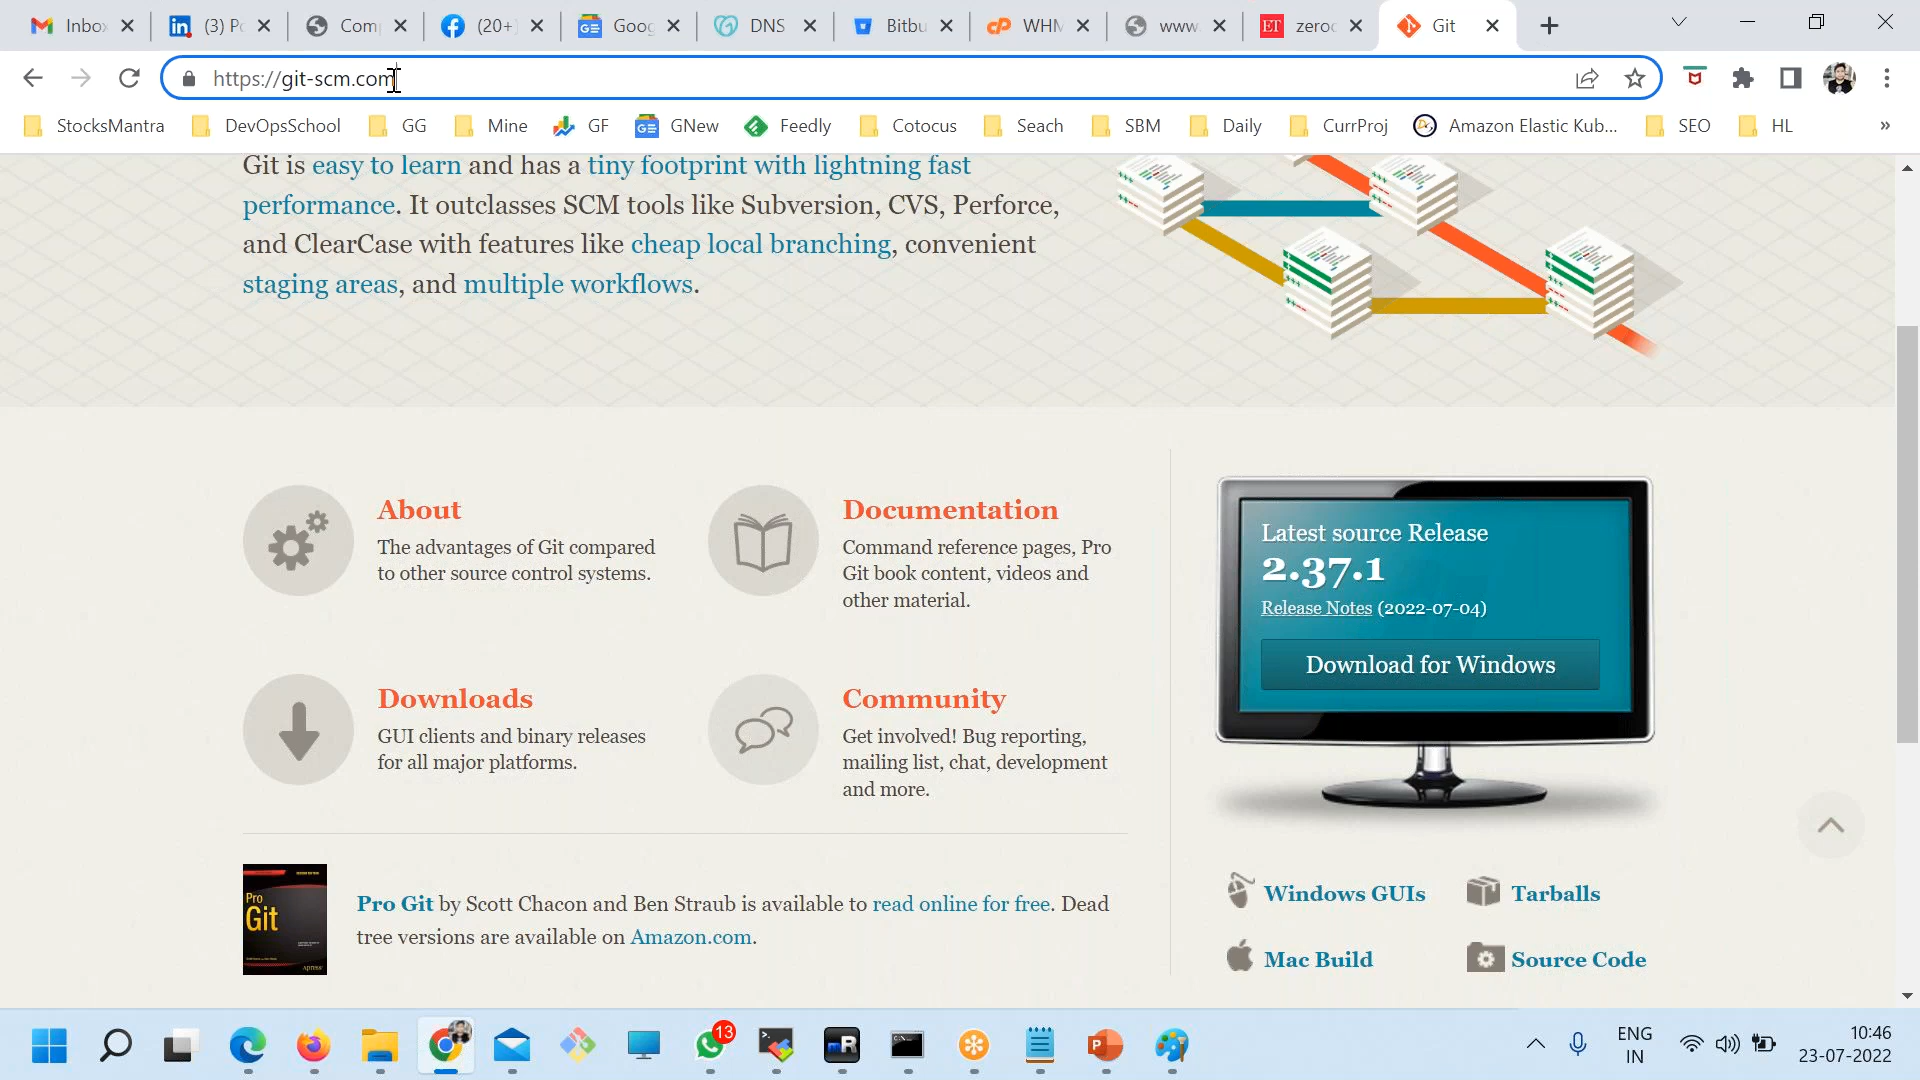 Inbox
(3) Po
Com
(20+)
Goog
DNS
Bitbu
WHM
www.
zeroc
Git
https://git-scm.com
StocksMantra
DevOpsSchool
GG
Mine
GF
GNew
Feedly
Cotocus
Seach
SBM
Daily
CurrProj
Amazon Elastic Kub...
SEO
HL
»
Git is easy to learn and has a tiny footprint with lightning fast
performance. It outclasses SCM tools like Subversion, CVS, Perforce,
and ClearCase with features like cheap local branching, convenient
staging areas, and multiple workflows.
About
The advantages of Git compared
to other source control systems.
Documentation
Command reference pages, Pro
Git book content, videos and
other material.
Downloads
GUI clients and binary releases
for all major platforms.
Community
Get involved! Bug reporting,
mailing list, chat, development
and more.
Latest source Release
2.37.1
Release Notes (2022-07-04)
Download for Windows
Pro
Git
Apress
Pro Git by Scott Chacon and Ben Straub is available to read online for free. Dead
tree versions are available on Amazon.com.
Windows GUIs
Tarballs
Mac Build
Source Code
13
ENG
IN
10:46
23-07-2022